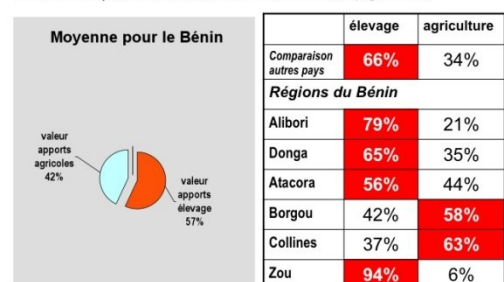 Moyenne pour le Bénin
valeur
apports
agricoles
42%
valeur
apports
élevage
57%
élevage agriculture
Comparaison
autres pays
66% 34%
Régions du Bénin
Alibori 79% 21%
Donga 65% 35%
Atacora 56% 44%
Borgou 42% 58%
Collines 37% 63%
Zou 94% 6%